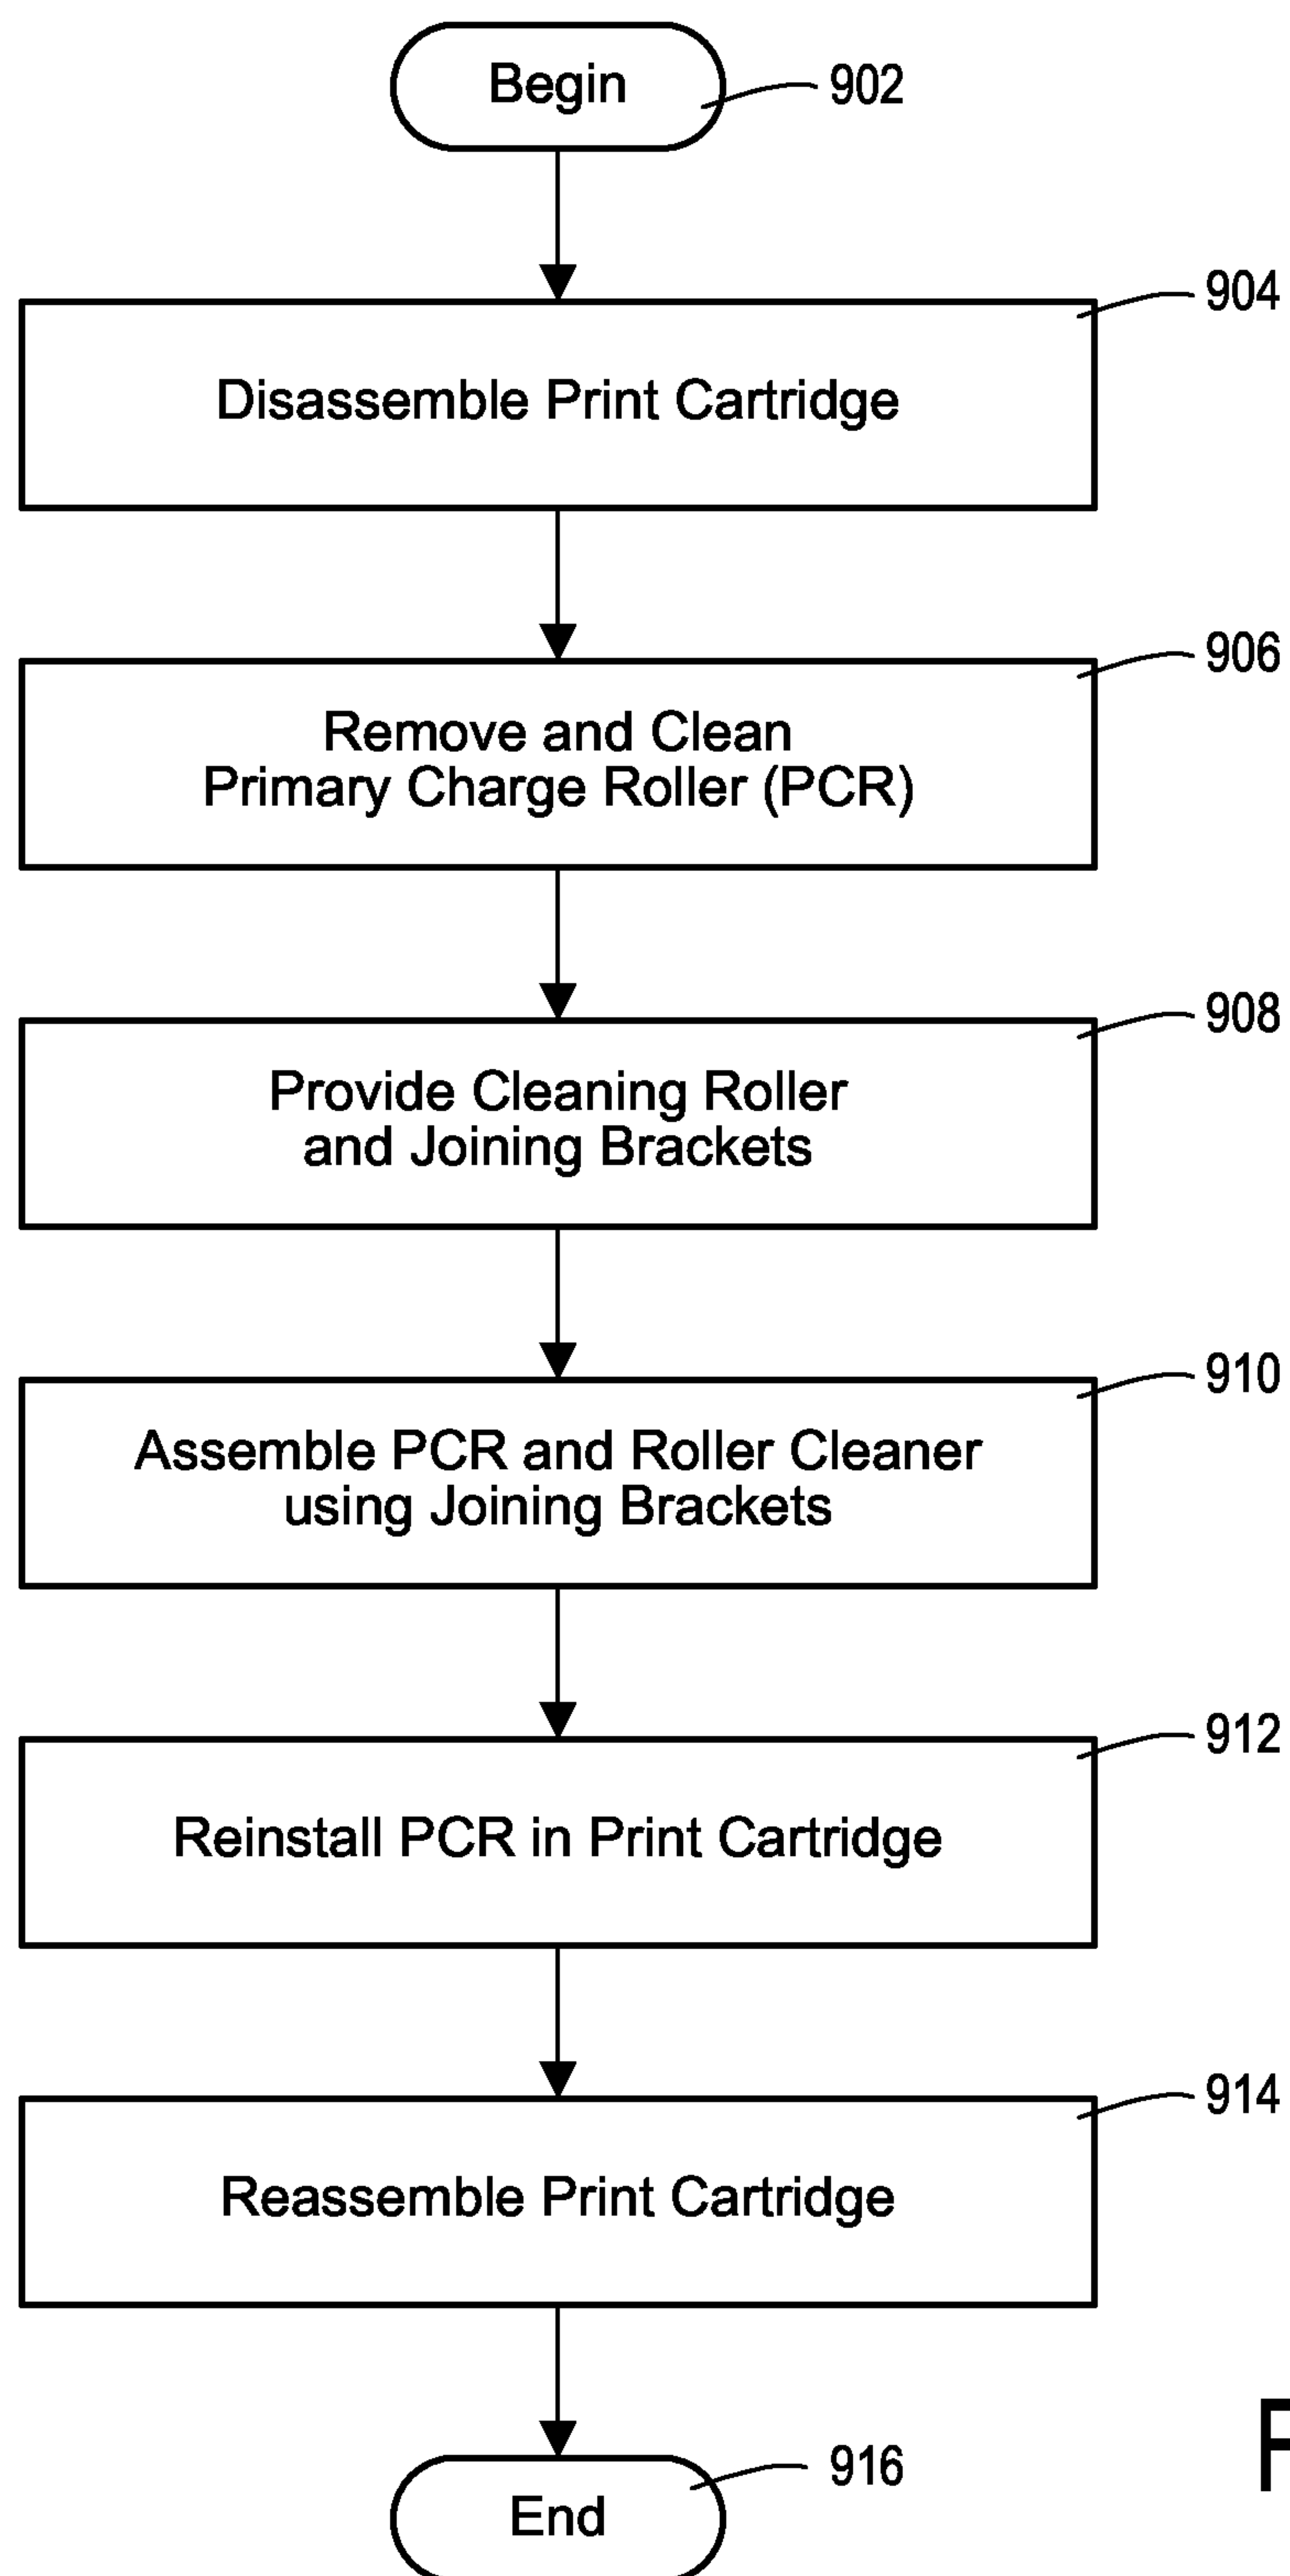 Begin
902
904
Disassemble Print Cartridge
906
Remove and Clean
Primary Charge Roller (PCR)
908
Provide Cleaning Roller
and Joining Brackets
910
Assemble PCR and Roller Cleaner
using Joining Brackets
912
Reinstall PCR in Print Cartridge
914
Reassemble Print Cartridge
916
End